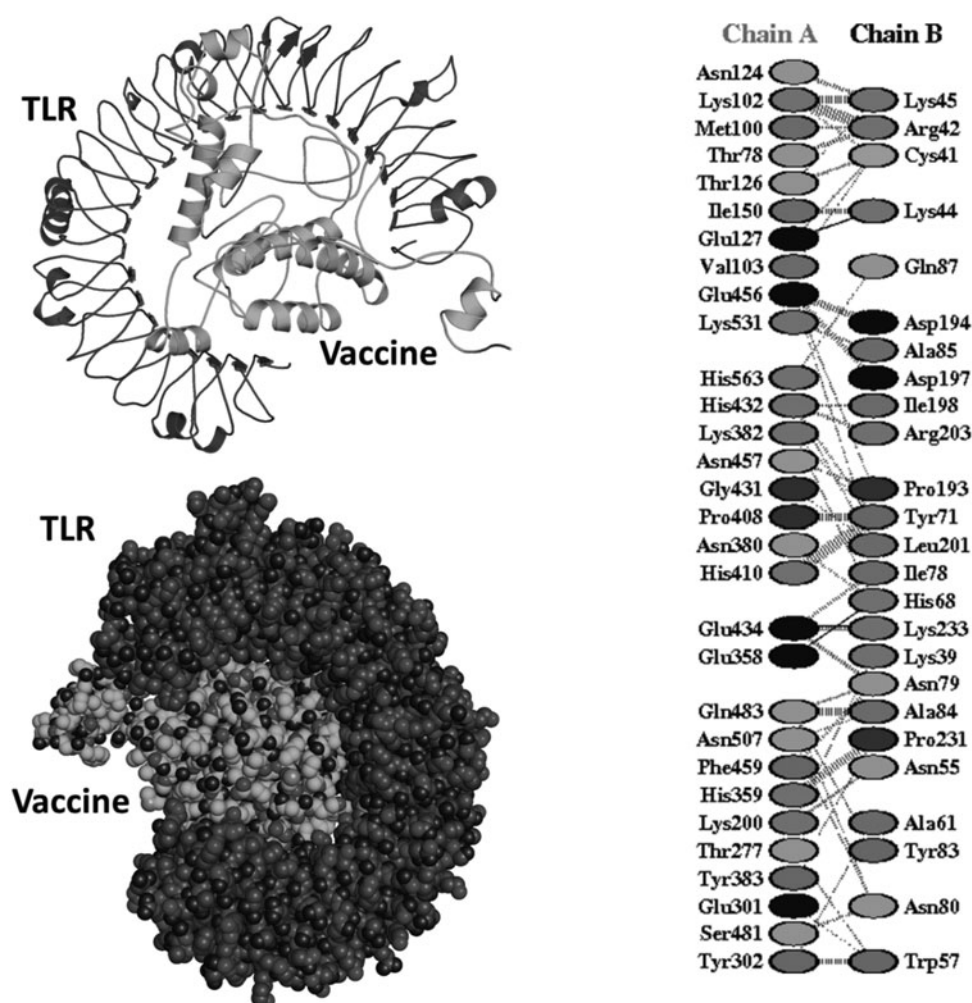 TLR
Vaccine
TLR
Vaccine
Chain A Chain B
Asn124
Lys102 Lys45
Met100 Arg42
Thr78 Cys41
Thr126
Ile150 Lys44
Glu127
Val103 Gln87
Glu456
Lys531 Asp194
Ala85
His563 Asp197
His432 Ile198
Lys382 Arg203
Asn457
Gly431 Pro193
Pro408 Tyr71
Asn380 Leu201
His410 Ile78
His68
Glu434 Lys233
Glu358 Lys39
Asn79
Gln483 Ala84
Asn507 Pro231
Phe459 Asn55
His359
Lys200 Ala61
Thr277 Tyr83
Tyr383
Glu301 Asn80
Ser481
Tyr302 Trp57